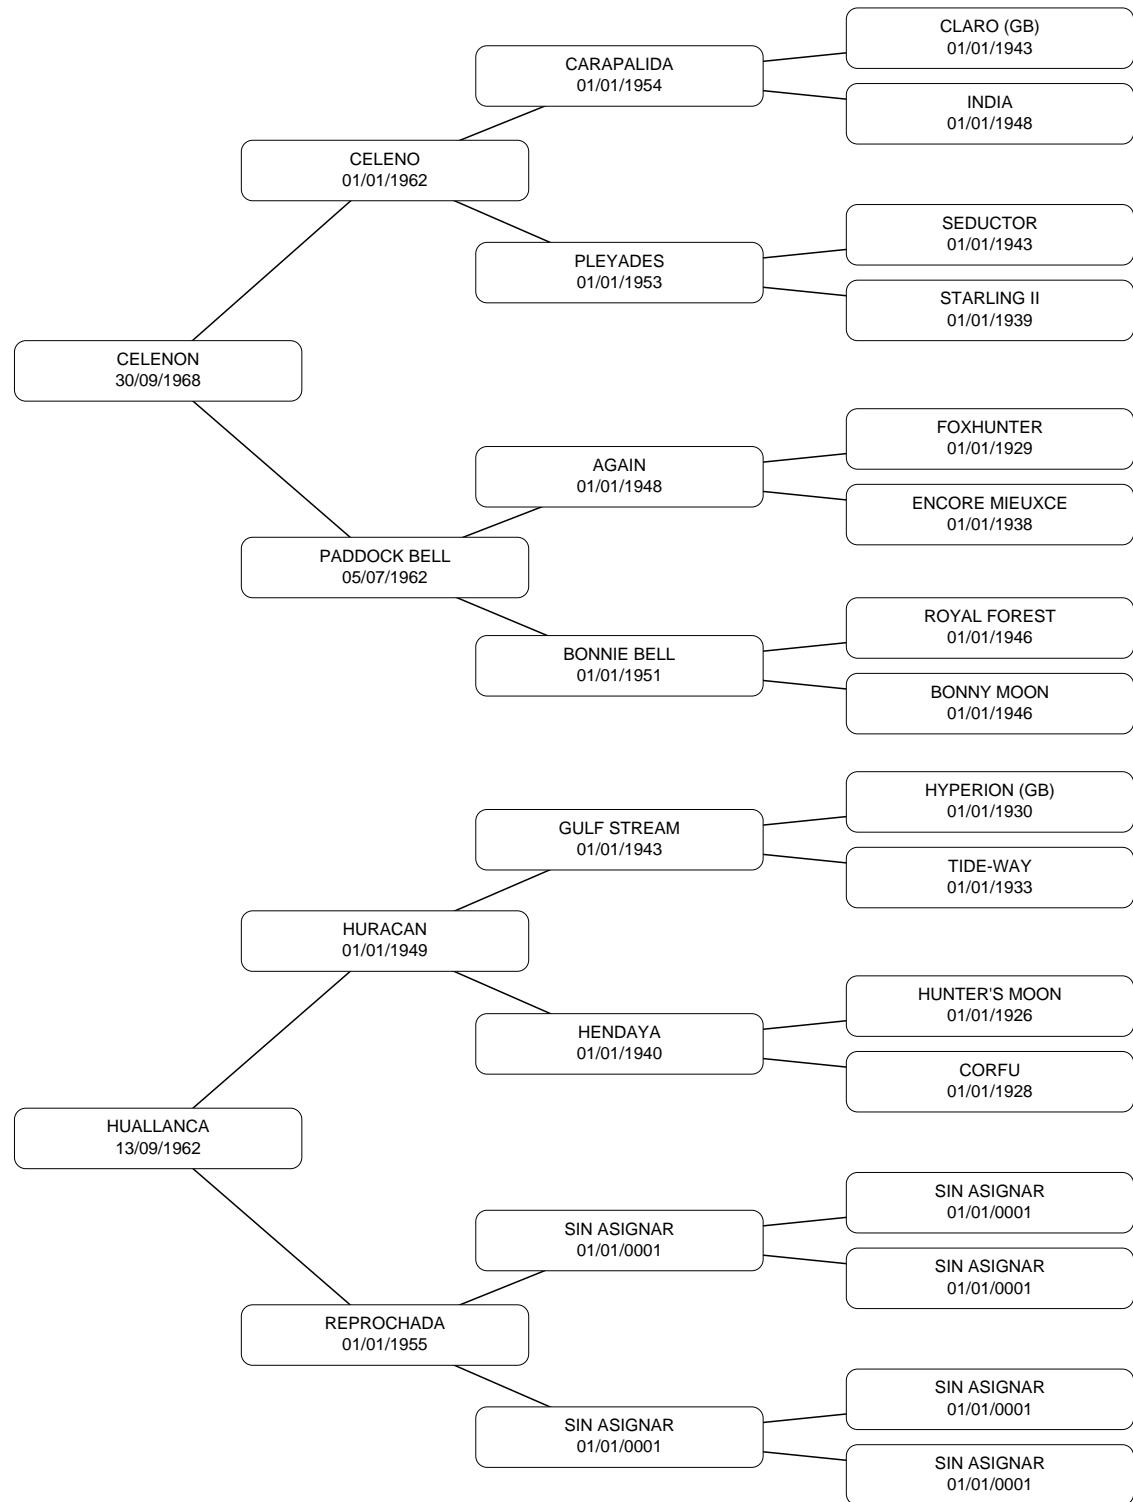 CLARO (GB)
01/01/1943
CARAPALIDA
01/01/1954
INDIA
01/01/1948
CELENO
01/01/1962
SEDUCTOR
01/01/1943
PLEYADES
01/01/1953
STARLING II
01/01/1939
CELENON
30/09/1968
FOXHUNTER
01/01/1929
AGAIN
01/01/1948
ENCORE MIEUXCE
01/01/1938
PADDOCK BELL
05/07/1962
ROYAL FOREST
01/01/1946
BONNIE BELL
01/01/1951
BONNY MOON
01/01/1946
HYPERION (GB)
01/01/1930
GULF STREAM
01/01/1943
TIDE-WAY
01/01/1933
HURACAN
01/01/1949
HUNTER'S MOON
01/01/1926
HENDAYA
01/01/1940
CORFU
01/01/1928
HUALLANCA
13/09/1962
SIN ASIGNAR
01/01/0001
SIN ASIGNAR
01/01/0001
SIN ASIGNAR
01/01/0001
REPROCHADA
01/01/1955
SIN ASIGNAR
01/01/0001
SIN ASIGNAR
01/01/0001
SIN ASIGNAR
01/01/0001